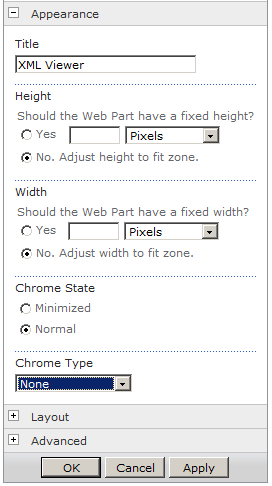 Appearance
Title
XML Viewer
Height
Should the Web Part have a fixed height?
Yes Pixels
No. Adjust height to fit zone.
Width
Should the Web Part have a fixed width?
Yes Pixels
No. Adjust width to fit zone.
Chrome State
Minimized
Normal
Chrome Type
None
Layout
Advanced
OK Cancel Apply